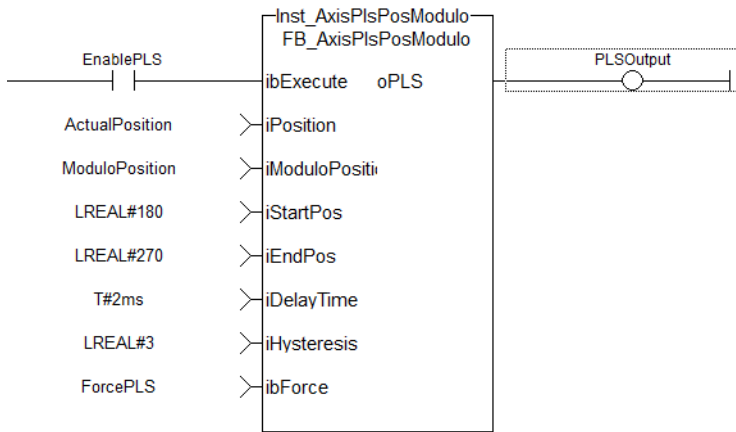 Inst_AxisPlsPosModulo
FB_AxisPlsPosModulo
EnablePLS
ibExecute oPLS
PLSOutput
ActualPosition
iPosition
ModuloPosition
iModuloPositi
LREAL#180
iStartPos
LREAL#270
iEndPos
T#2ms
iDelayTime
LREAL#3
iHysteresis
ForcePLS
ibForce